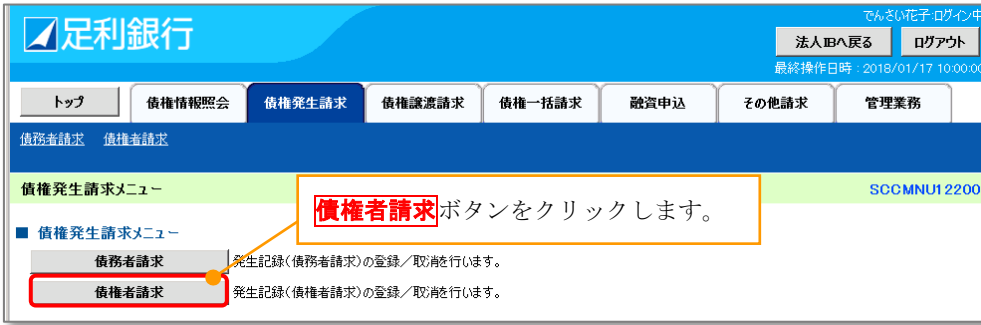 でんさい花子:ログイン中
足利銀行
法人IBへ戻る ログアウト
最終操作日時：2018/01/17 10:00:00
トップ 債権情報照会 債権発生請求 債権譲渡請求 債権一括請求 融資申込 その他請求 管理業務
債務者請求 債権者請求
債権発生請求メニュー SCCMNU12200
債権者請求ボタンをクリックします。
■ 債権発生請求メニュー
債務者請求 発生記録(債務者請求)の登録／取消を行います。
債権者請求 発生記録(債権者請求)の登録／取消を行います。